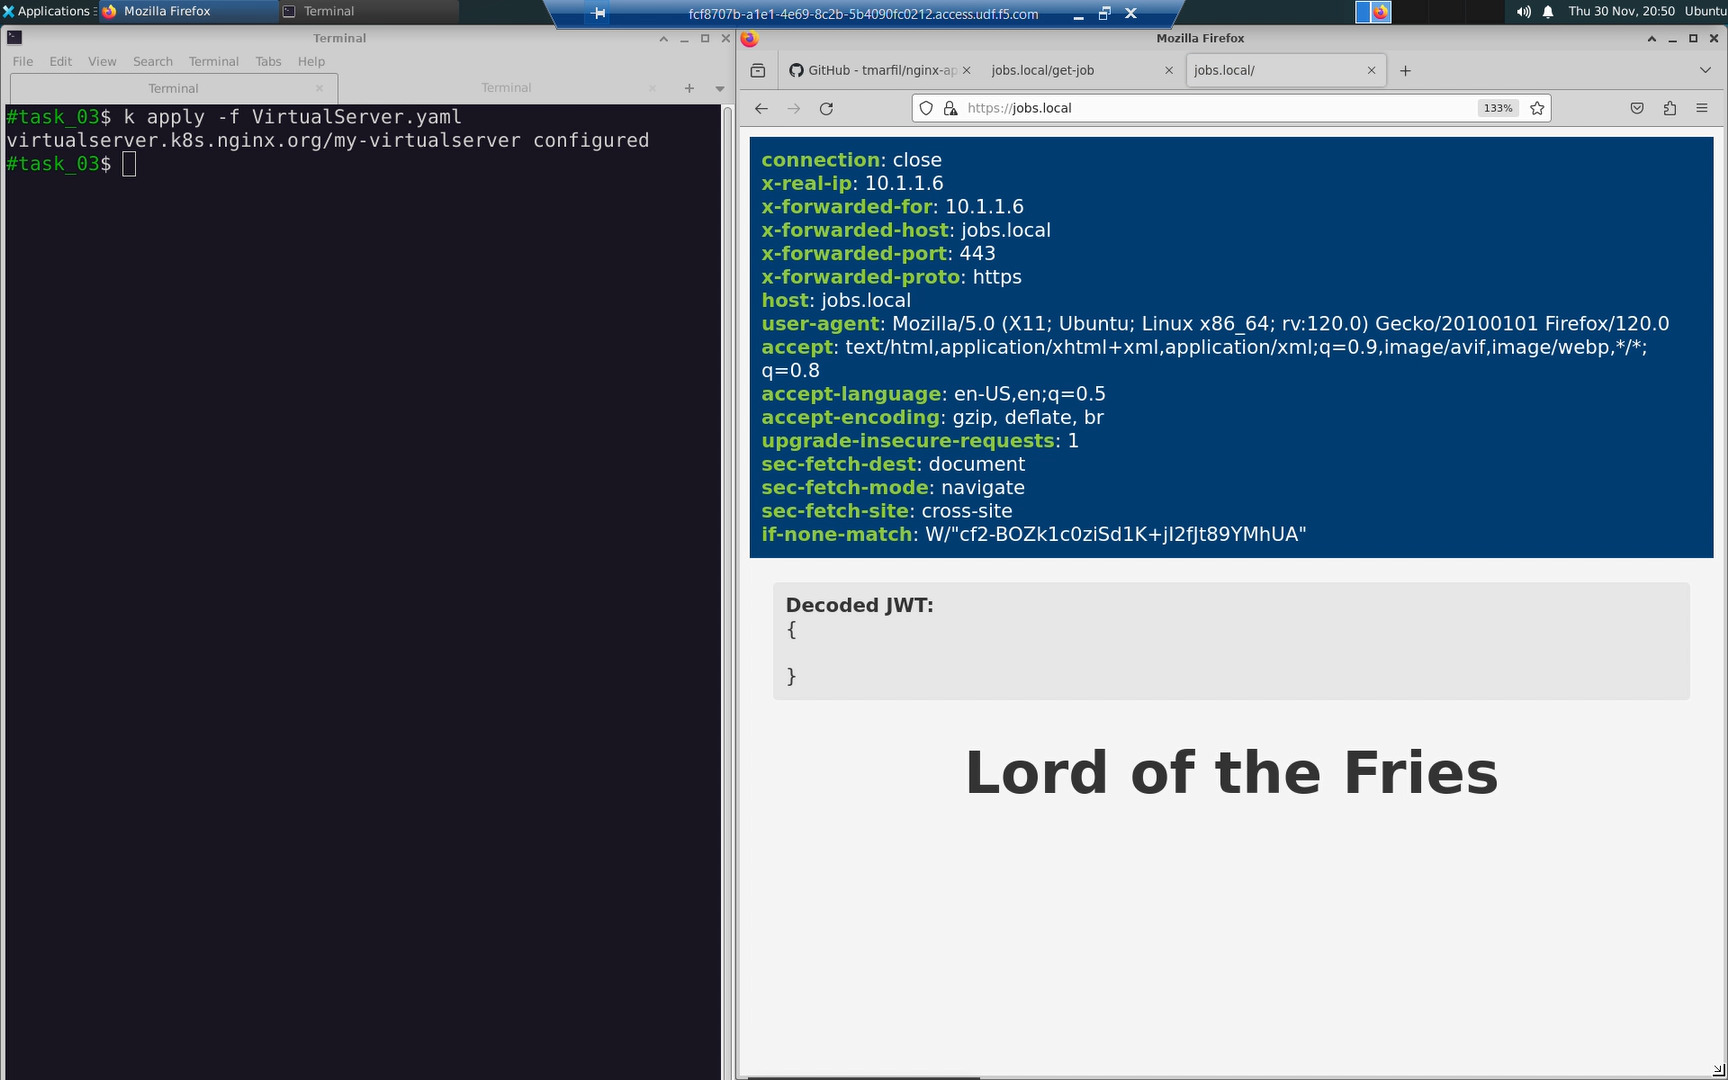 Applications
Mozilla Firefox
Terminal
fcf8707b-a1e1-4e69-8c2b-5b4090fc0212.access.udf.f5.com
Thu 30 Nov, 20:50
Ubuntu
Terminal
File Edit View Search Terminal Tabs Help
Terminal
Terminal
#task_03$ k apply -f VirtualServer.yaml
virtualserver.k8s.nginx.org/my-virtualserver configured
#task_03$
Mozilla Firefox
GitHub - tmarfil/nginx-ap
jobs.local/get-job
jobs.local/
https://jobs.local
133%
connection: close
x-real-ip: 10.1.1.6
x-forwarded-for: 10.1.1.6
x-forwarded-host: jobs.local
x-forwarded-port: 443
x-forwarded-proto: https
host: jobs.local
user-agent: Mozilla/5.0 (X11; Ubuntu; Linux x86_64; rv:120.0) Gecko/20100101 Firefox/120.0
accept: text/html,application/xhtml+xml,application/xml;q=0.9,image/avif,image/webp,*/*;
q=0.8
accept-language: en-US,en;q=0.5
accept-encoding: gzip, deflate, br
upgrade-insecure-requests: 1
sec-fetch-dest: document
sec-fetch-mode: navigate
sec-fetch-site: cross-site
if-none-match: W/"cf2-BOZk1c0ziSd1K+jI2fJt89YMhUA"
Decoded JWT:
{
}
Lord of the Fries